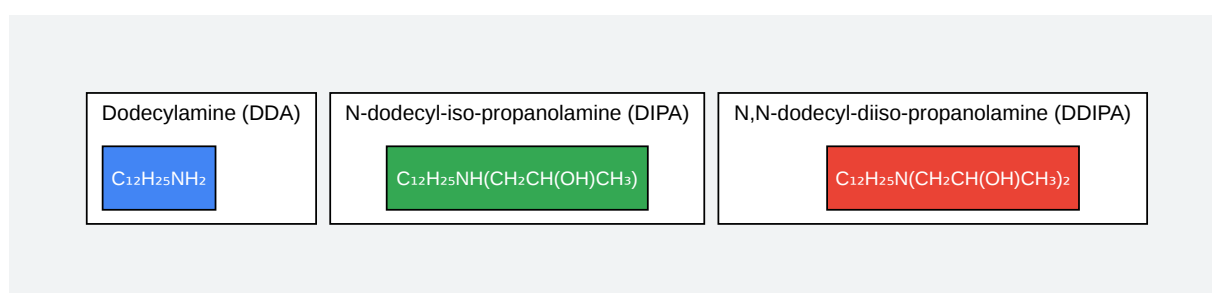 Dodecylamine (DDA)
C₁₂H₂₅NH₂
N-dodecyl-iso-propanolamine (DIPA)
C₁₂H₂₅NH(CH₂CH(OH)CH₃)
N,N-dodecyl-diiso-propanolamine (DDIPA)
C₁₂H₂₅N(CH₂CH(OH)CH₃)₂